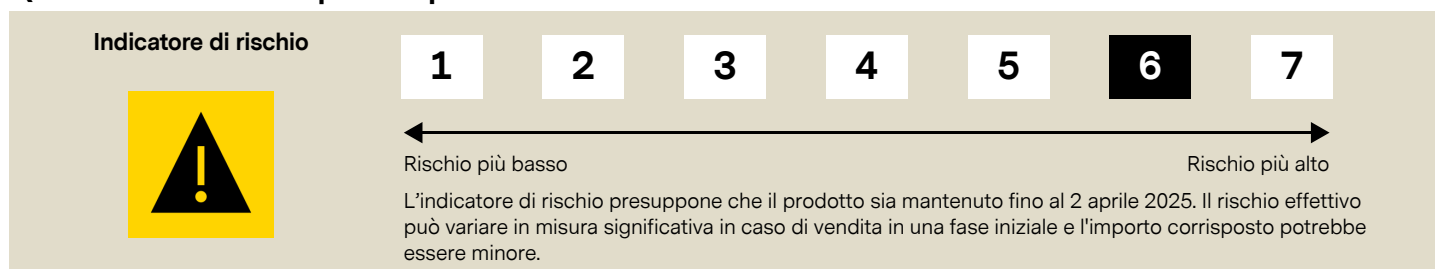 Indicatore di rischio
1 2 3 4 5 6 7
Rischio più basso Rischio più alto
L'indicatore di rischio presuppone che il prodotto sia mantenuto fino al 2 aprile 2025. Il rischio effettivo
può variare in misura significativa in caso di vendita in una fase iniziale e l'importo corrisposto potrebbe
essere minore.